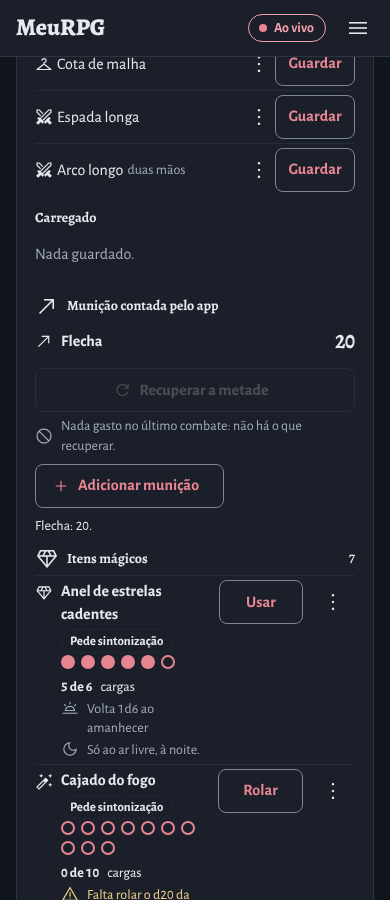 MeuRPG
Ao vivo
Cota de malha
Guardar
Espada longa
Guardar
Arco longo duas mãos
Guardar
Carregado
Nada guardado.
Munição contada pelo app
Flecha
20
Recuperar a metade
Nada gasto no último combate: não há o que
recuperar.
Adicionar munição
Flecha: 20.
Itens mágicos
7
Anel de estrelas
cadentes
Usar
Pede sintonização
5 de 6 cargas
Volta 1d6 ao
amanhecer
Só ao ar livre, à noite.
Cajado do fogo
Rolar
Pede sintonização
0 de 10 cargas
Falta rolar o d20 da